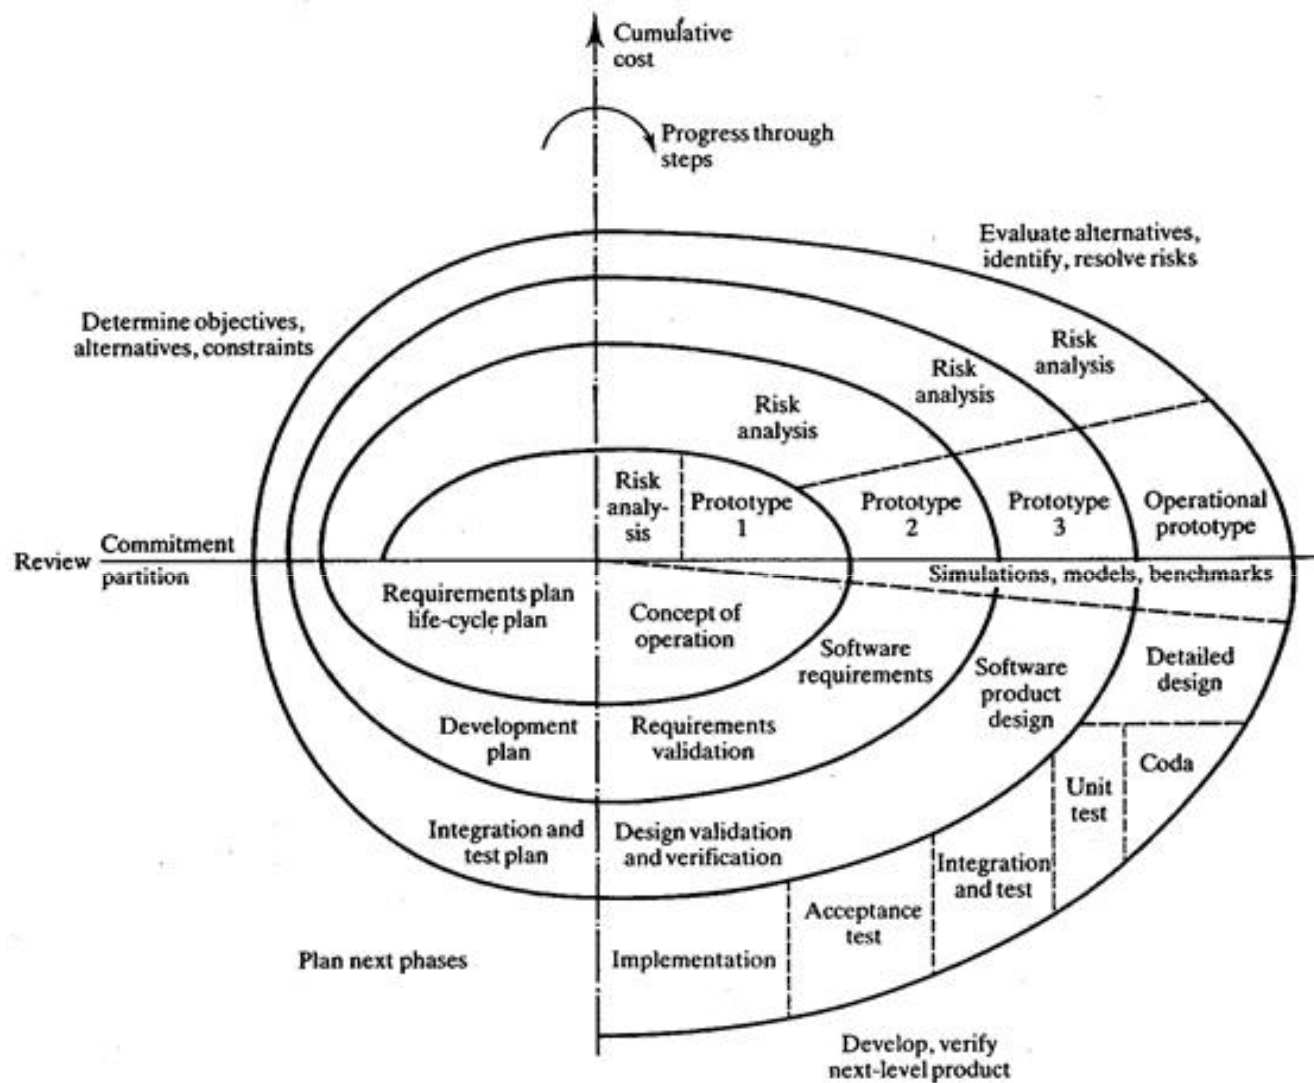 Cumulative
cost
Progress through
steps
Evaluate alternatives,
identify, resolve risks
Determine objectives,
alternatives, constraints
Risk
analysis
Risk
analysis
Risk
analysis
Risk
analy-
sis
Prototype
1
Prototype
2
Prototype
3
Operational
prototype
Review
Commitment
partition
Simulations, models, benchmarks
Requirements plan
life-cycle plan
Concept of
operation
Software
requirements
Software
product
design
Detailed
design
Development
plan
Requirements
validation
Unit
test
Coda
Integration and
test plan
Design validation
and verification
Integration
and test
Acceptance
test
Implementation
Plan next phases
Develop, verify
next-level product